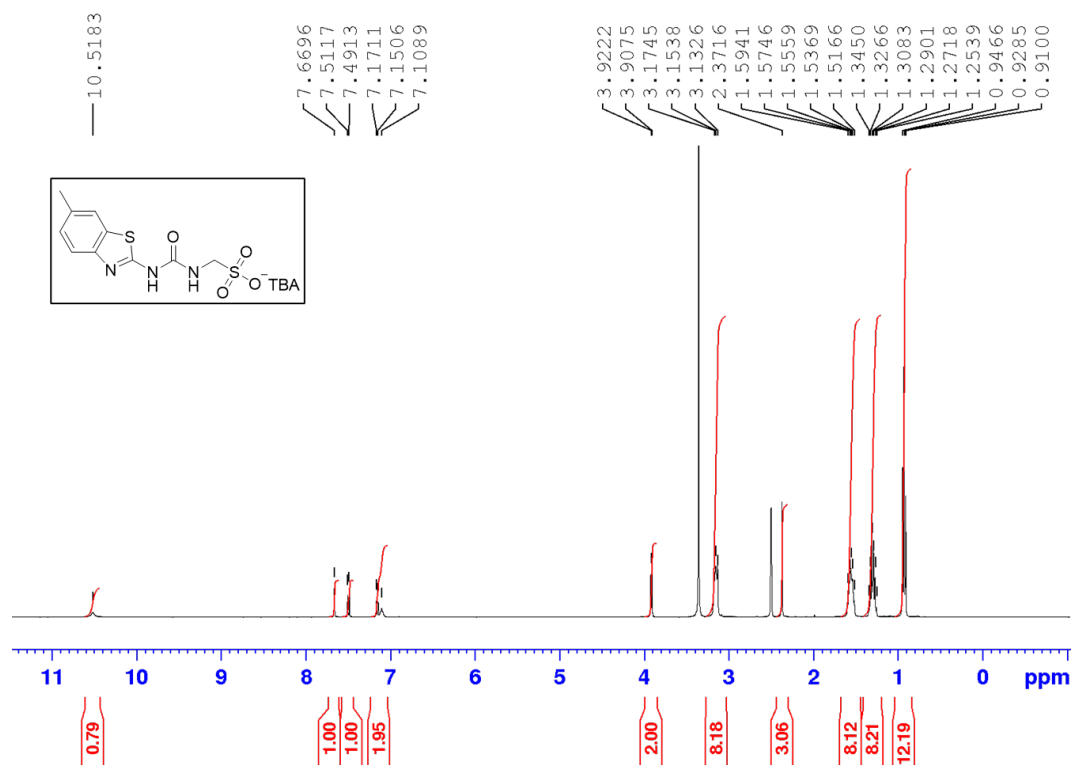 10.5183
7.6696
7.5117
7.4913
7.1711
7.1506
7.1089
3.9222
3.9075
3.1745
3.1538
3.1326
2.3716
1.5941
1.5746
1.5559
1.5369
1.5166
1.3450
1.3266
1.3083
1.2901
1.2718
1.2539
0.9466
0.9285
0.9100
S
O
O
N
N
H
N
H
S
O
O⁻
TBA
11 10 9 8 7 6 5 4 3 2 1 0 ppm
0.79
1.00
1.00
1.95
2.00
8.18
3.06
8.12
8.21
12.19